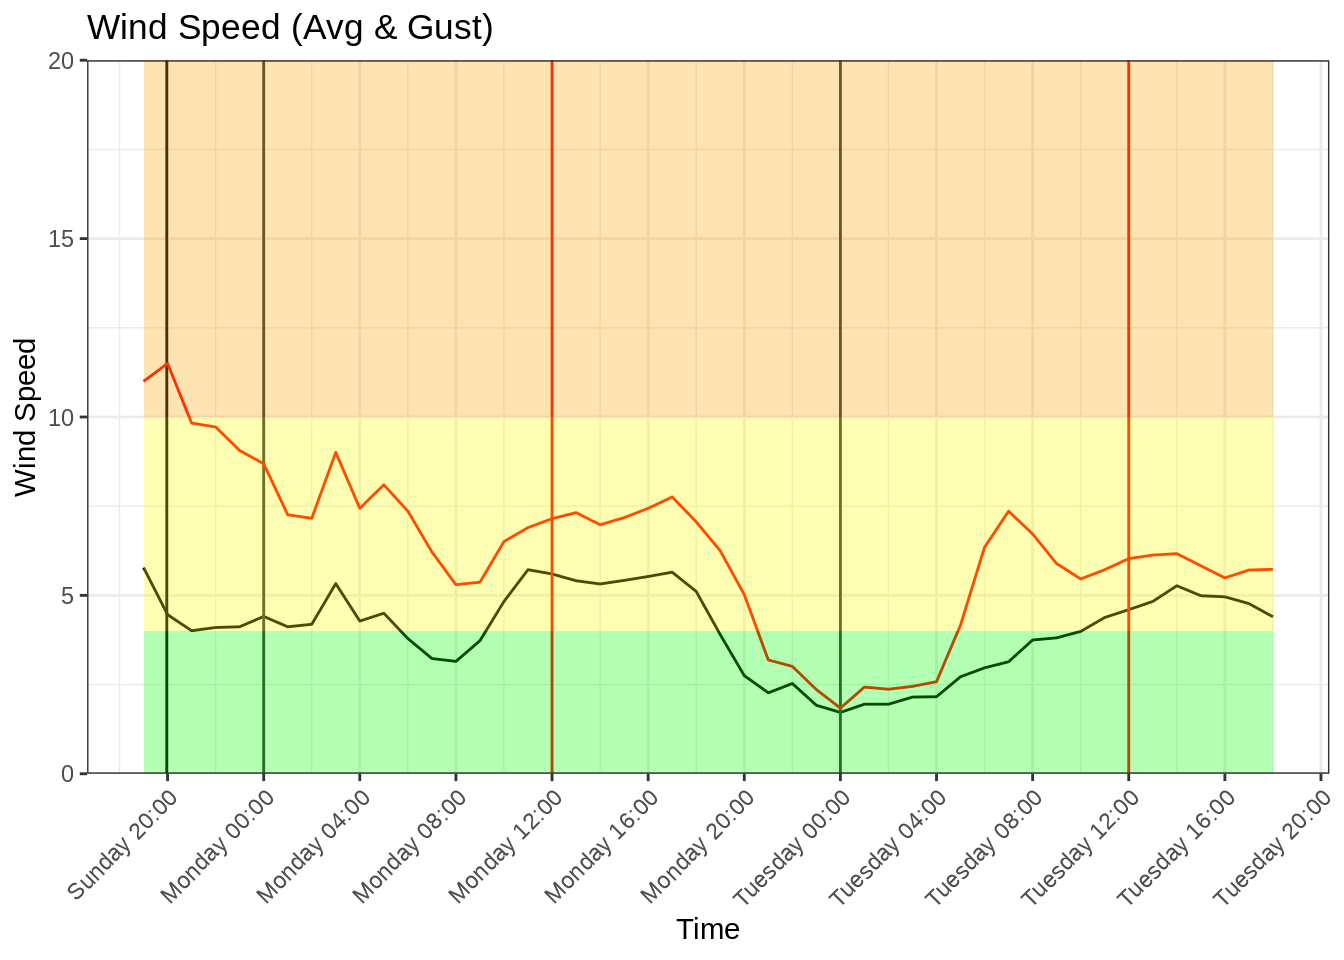 Wind Speed (Avg & Gust)
20
15
10
5
0
Wind Speed
Sunday 20:00
Monday 00:00
Monday 04:00
Monday 08:00
Monday 12:00
Monday 16:00
Monday 20:00
Tuesday 00:00
Tuesday 04:00
Tuesday 08:00
Tuesday 12:00
Tuesday 16:00
Tuesday 20:00
Time